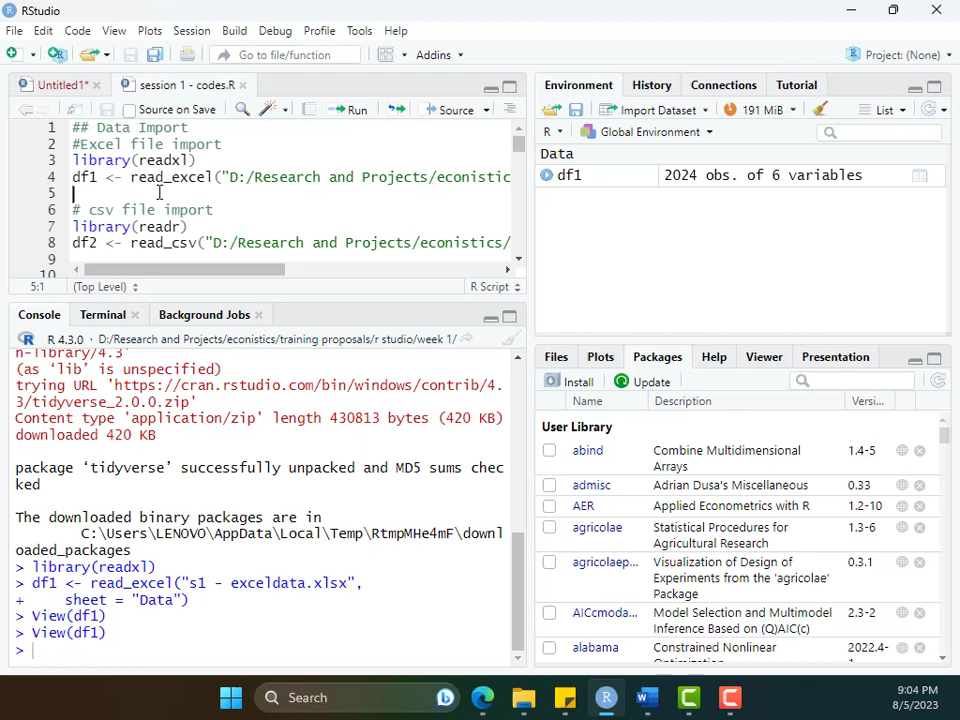 RStudio
File Edit Code View Plots Session Build Debug Profile Tools Help
Go to file/function Addins Project: (None)
Untitled1* session 1 - codes.R
Source on Save Run Source
1 ## Data Import
2 #Excel file import
3 library(readxl)
4 df1 <- read_excel("D:/Research and Projects/econistic
5
6 # csv file import
7 library(readr)
8 df2 <- read_csv("D:/Research and Projects/econistics/
9
10
5:1 (Top Level) R Script
Console Terminal Background Jobs
R 4.3.0 · D:/Research and Projects/econistics/training proposals/r studio/week 1/
n-library/4.3'
(as ‘lib’ is unspecified)
trying URL 'https://cran.rstudio.com/bin/windows/contrib/4.
3/tidyverse_2.0.0.zip'
Content type 'application/zip' length 430813 bytes (420 KB)
downloaded 420 KB
package ‘tidyverse’ successfully unpacked and MD5 sums chec
ked
The downloaded binary packages are in
C:\Users\LENOVO\AppData\Local\Temp\RtmpMHe4mF\downl
oaded_packages
> library(readxl)
> df1 <- read_excel("s1 - exceldata.xlsx",
+ sheet = "Data")
> View(df1)
> View(df1)
>
Environment History Connections Tutorial
Import Dataset 191 MiB List
R Global Environment
Data
df1 2024 obs. of 6 variables
Files Plots Packages Help Viewer Presentation
Install Update
Name Description Versi...
User Library
abind Combine Multidimensional 1.4-5
Arrays
admisc Adrian Dusa's Miscellaneous 0.33
AER Applied Econometrics with R 1.2-10
agricolae Statistical Procedures for 1.3-6
Agricultural Research
agricolaep... Visualization of Design of 0.3.1
Experiments from the 'agricolae'
Package
AICcmoda... Model Selection and Multimodel 2.3-2
Inference Based on (Q)AIC(c)
alabama Constrained Nonlinear 2022.4-
Search
9:04 PM
8/5/2023